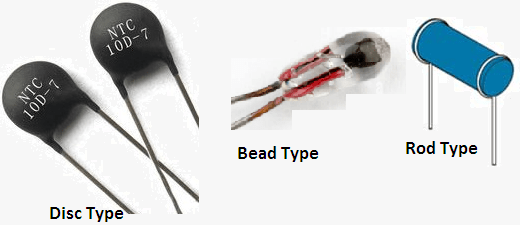 NTC
10D-7
NTC
10D-7
Bead Type
Rod Type
Disc Type